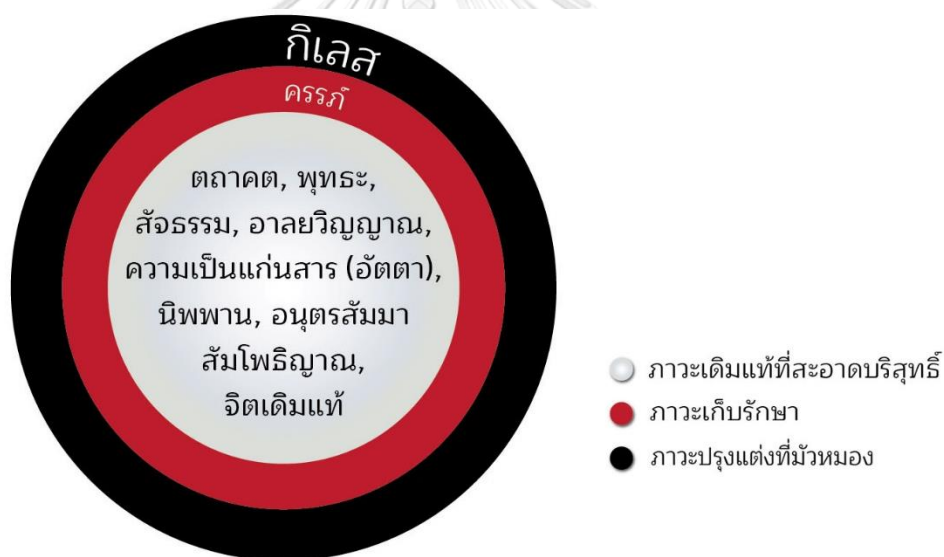 กิเลส
ครรภ์
ตถาคต, พุทธะ,
สัจธรรม, อาลยวิญญาณ,
ความเป็นแก่นสาร (อัตตา),
นิพพาน, อนุตรสัมมา
สัมโพธิญาณ,
จิตเดิมแท้
ภาวะเดิมแท้ที่สะอาดบริสุทธิ์
ภาวะเก็บรักษา
ภาวะปรุงแต่งที่มัวหมอง